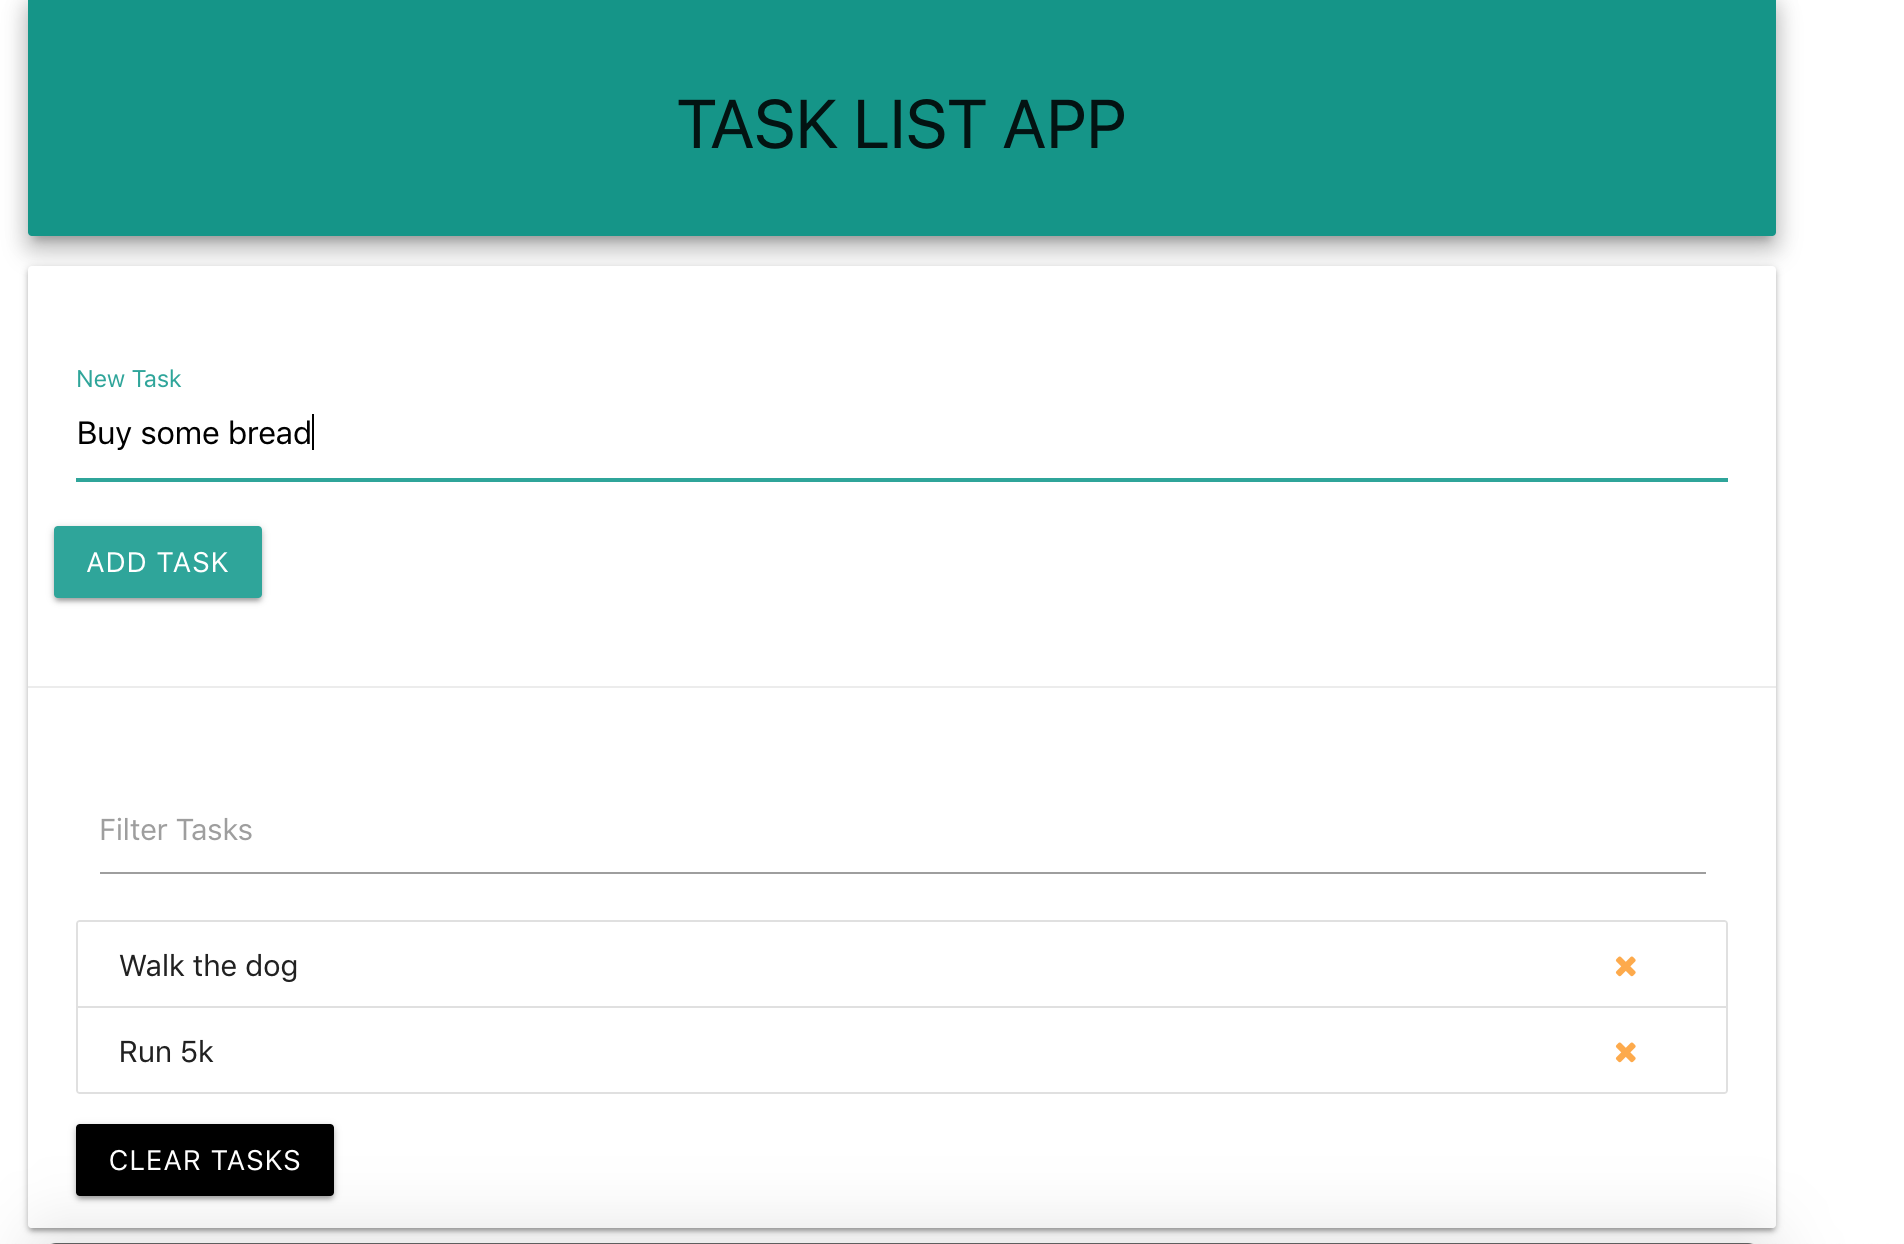 TASK LIST APP
New Task
Buy some bread
ADD TASK
Filter Tasks
Walk the dog
Run 5k
CLEAR TASKS